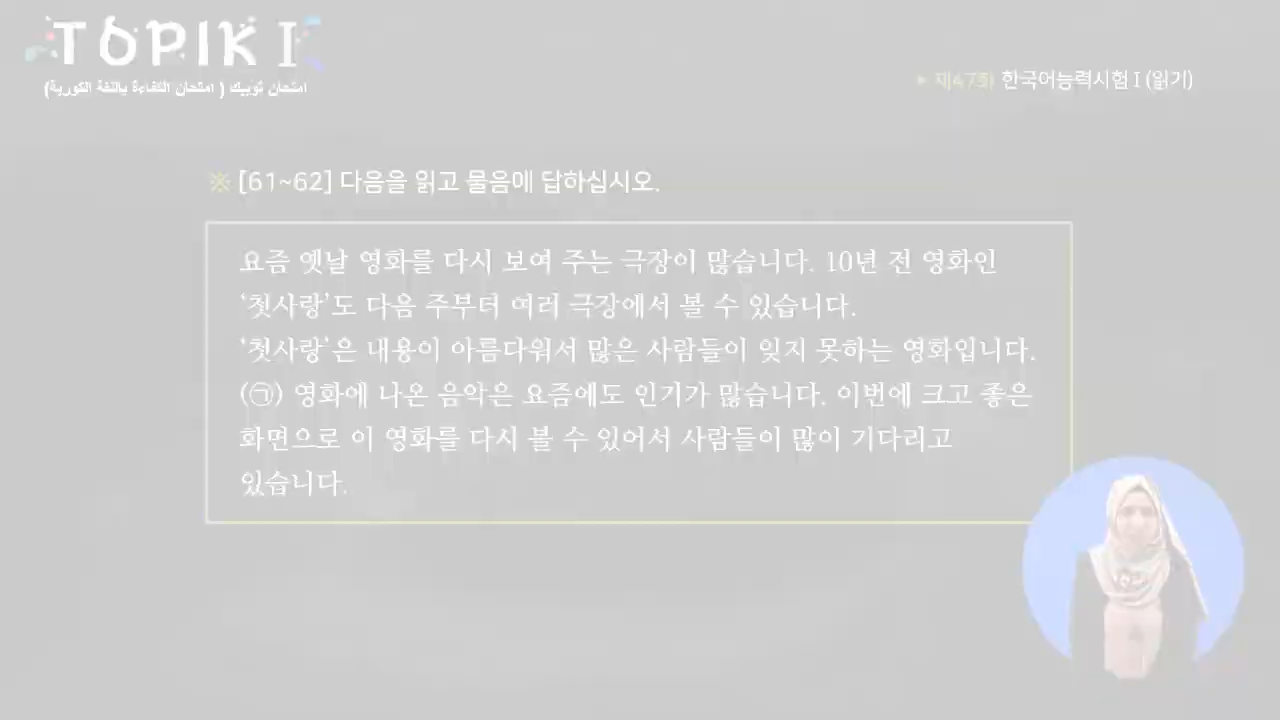 TOPIK I
امتحان توبيك ( امتحان الكفاءة باللغة الكورية)
▸ 제47회 한국어능력시험 I (읽기)
※ [61~62] 다음을 읽고 물음에 답하십시오.
요즘 옛날 영화를 다시 보여 주는 극장이 많습니다. 10년 전 영화인
‘첫사랑’도 다음 주부터 여러 극장에서 볼 수 있습니다.
‘첫사랑’은 내용이 아름다워서 많은 사람들이 잊지 못하는 영화입니다.
(㉠) 영화에 나온 음악은 요즘에도 인기가 많습니다. 이번에 크고 좋은
화면으로 이 영화를 다시 볼 수 있어서 사람들이 많이 기다리고
있습니다.